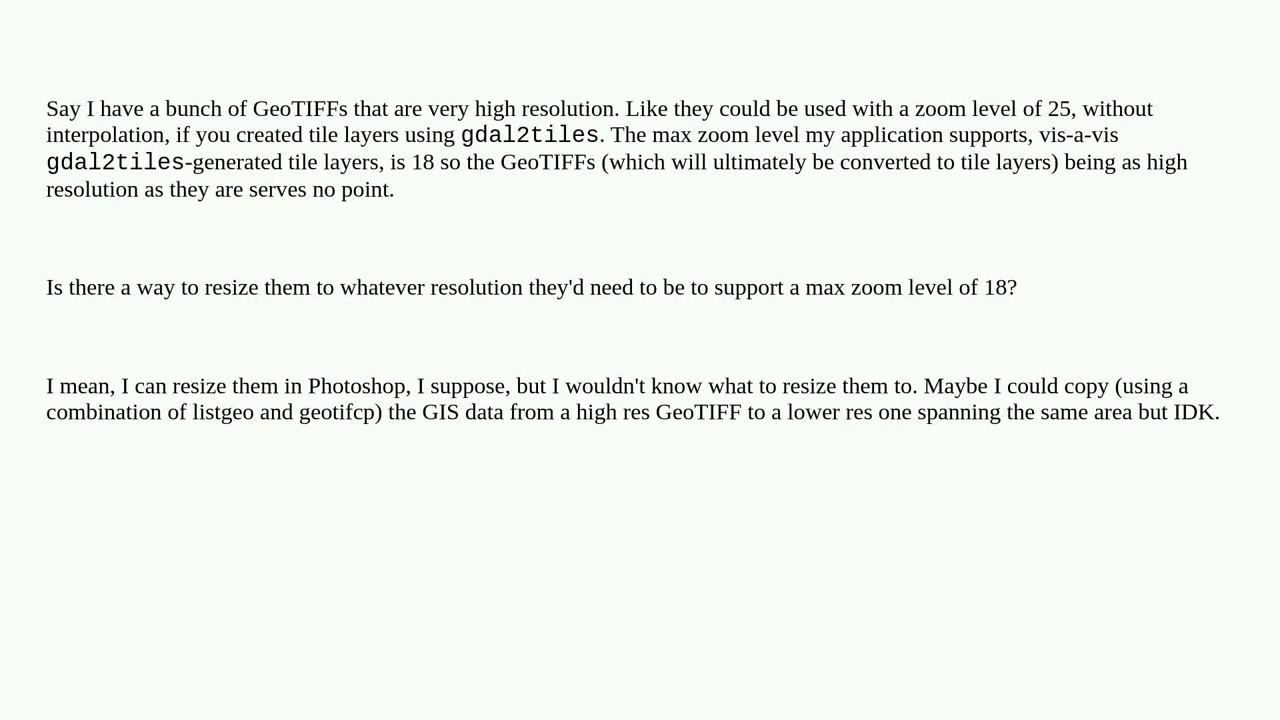 Say I have a bunch of GeoTIFFs that are very high resolution. Like they could be used with a zoom level of 25, without
interpolation, if you created tile layers using gdal2tiles. The max zoom level my application supports, vis-a-vis
gdal2tiles-generated tile layers, is 18 so the GeoTIFFs (which will ultimately be converted to tile layers) being as high
resolution as they are serves no point.
Is there a way to resize them to whatever resolution they'd need to be to support a max zoom level of 18?
I mean, I can resize them in Photoshop, I suppose, but I wouldn't know what to resize them to. Maybe I could copy (using a
combination of listgeo and geotifcp) the GIS data from a high res GeoTIFF to a lower res one spanning the same area but IDK.